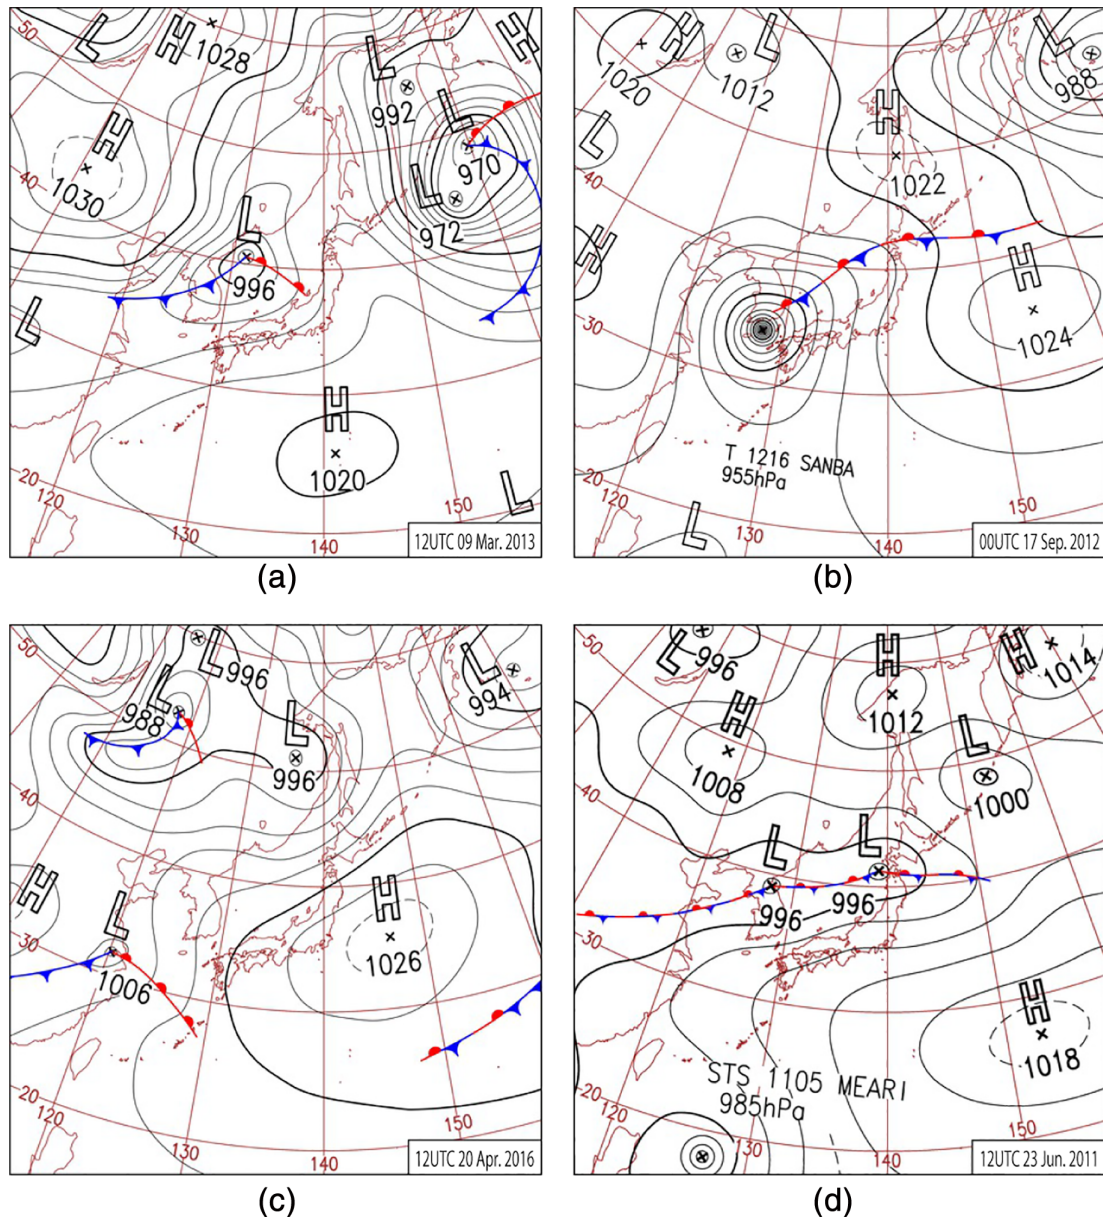 50
L
H
1028
L
992
H
L
970
H
1030
40
L
972
L
996
L
30
H
1020
L
20
120
130
140
150
12UTC 09 Mar. 2013
(a)
50
H
1020
L
1012
L
988
H
1022
L
40
H
H
1024
30
T 1216 SANBA
955hPa
L
20
120
130
140
150
00UTC 17 Sep. 2012
(b)
50
L
996
L
988
L
994
L
996
40
H
L
1006
H
1026
30
20
120
130
140
150
12UTC 20 Apr. 2016
(c)
50
L
996
H
1012
H
1014
H
1008
L
1000
40
L
996
L
996
30
H
1018
STS 1105 MEARI
985hPa
20
120
130
140
150
12UTC 23 Jun. 2011
(d)